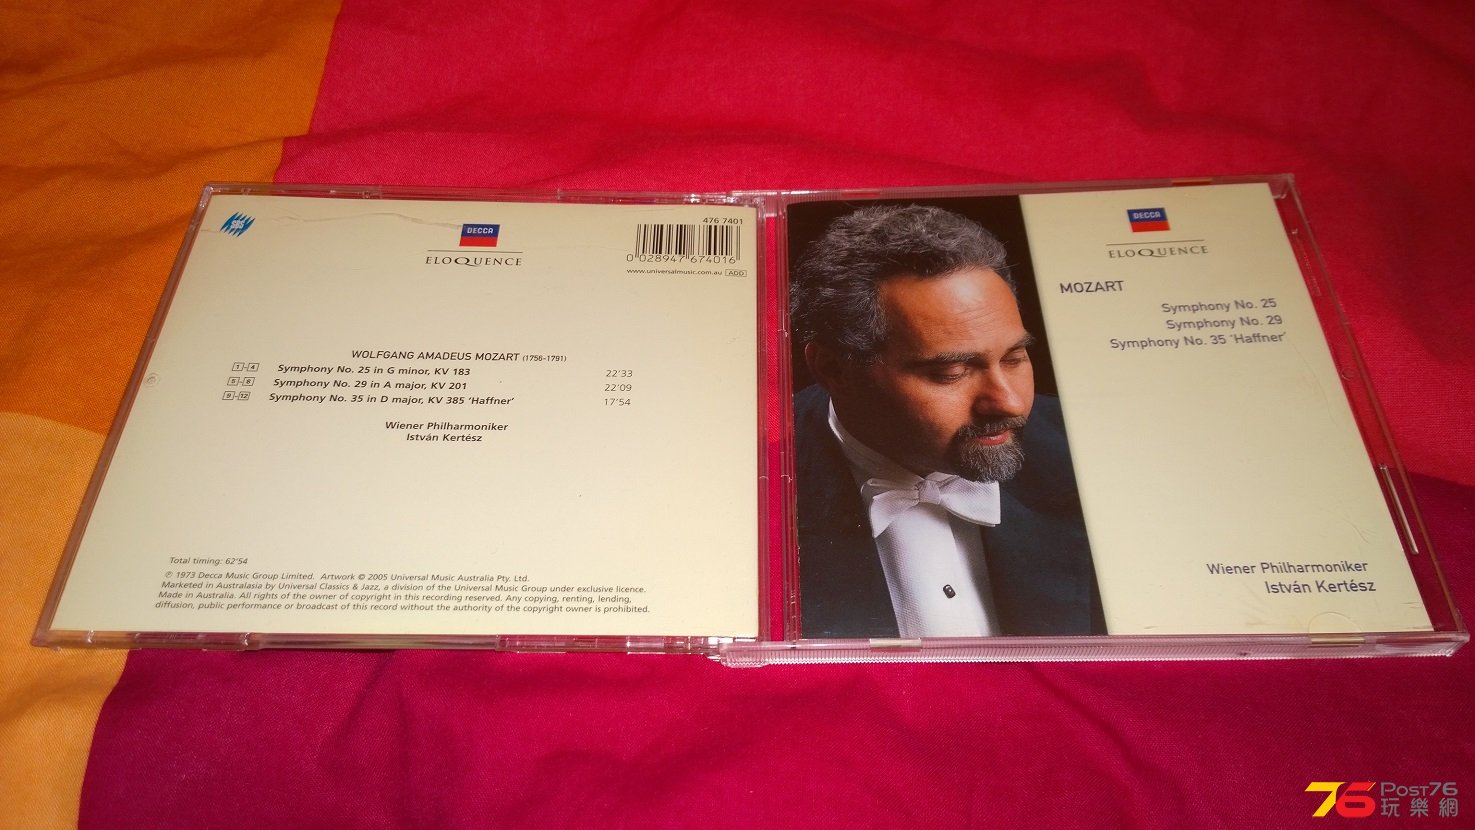 SBS
DECCA
ELOQUENCE
476 7401
0 028947 674016
www.universalmusic.com.au ADD
WOLFGANG AMADEUS MOZART (1756-1791)
1-4 Symphony No. 25 in G minor, KV 183 22'33
5-8 Symphony No. 29 in A major, KV 201 22'09
9-12 Symphony No. 35 in D major, KV 385 ‘Haffner’ 17'54
Wiener Philharmoniker
István Kertész
Total timing: 62'54
℗ 1973 Decca Music Group Limited. Artwork © 2005 Universal Music Australia Pty. Ltd.
Marketed in Australasia by Universal Classics & Jazz, a division of the Universal Music Group under exclusive licence.
Made in Australia. All rights of the owner of copyright in this recording reserved. Any copying, renting, lending,
diffusion, public performance or broadcast of this record without the authority of the copyright owner is prohibited.
DECCA
ELOQUENCE
MOZART
Symphony No. 25
Symphony No. 29
Symphony No. 35 ‘Haffner’
Wiener Philharmoniker
István Kertész
76 POST76
玩樂網